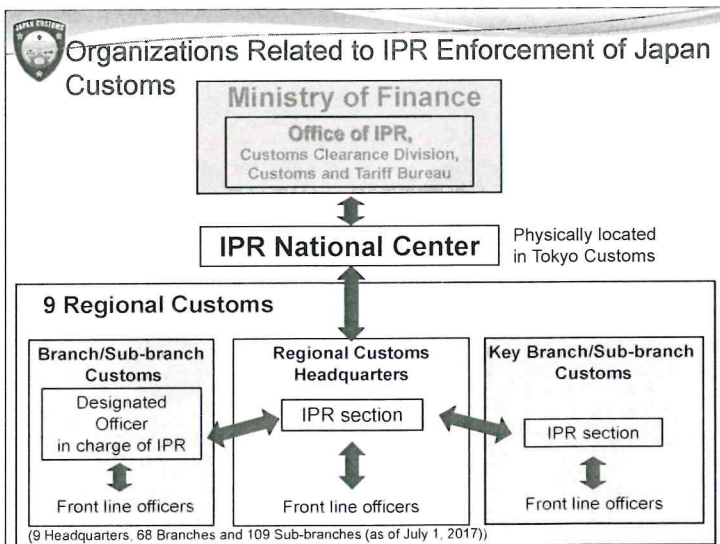 JAPAN CUSTOMS
Organizations Related to IPR Enforcement of Japan
Customs
Ministry of Finance
Office of IPR,
Customs Clearance Division,
Customs and Tariff Bureau
IPR National Center
Physically located
in Tokyo Customs
9 Regional Customs
Branch/Sub-branch
Customs
Designated
Officer
in charge of IPR
Front line officers
Regional Customs
Headquarters
IPR section
Front line officers
Key Branch/Sub-branch
Customs
IPR section
Front line officers
(9 Headquarters, 68 Branches and 109 Sub-branches (as of July 1, 2017))